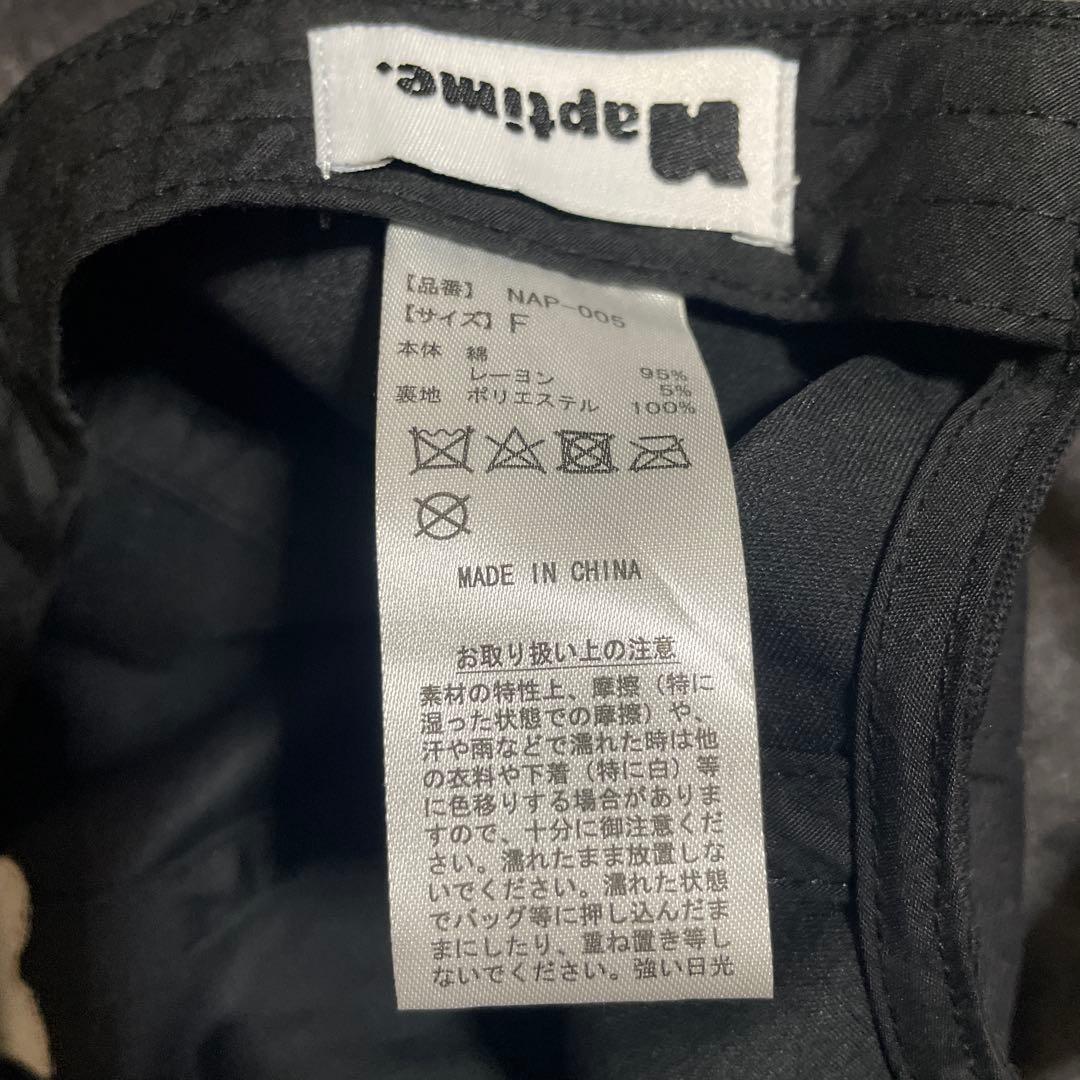 Naptime.
【品番】 NAP-005
【サイズ】F
本体 綿 95%
レーヨン 5%
裏地 ポリエステル 100%
MADE IN CHINA
お取り扱い上の注意
素材の特性上、摩擦（特に
湿った状態での摩擦）や、
汗や雨などで濡れた時は他
の衣料や下着（特に白）等
に色移りする場合がありま
すので、十分に御注意くだ
さい。濡れたまま放置しな
いでください。濡れた状態
でバッグ等に押し込んだま
まにしたり、重ね置き等し
ないでください。強い日光